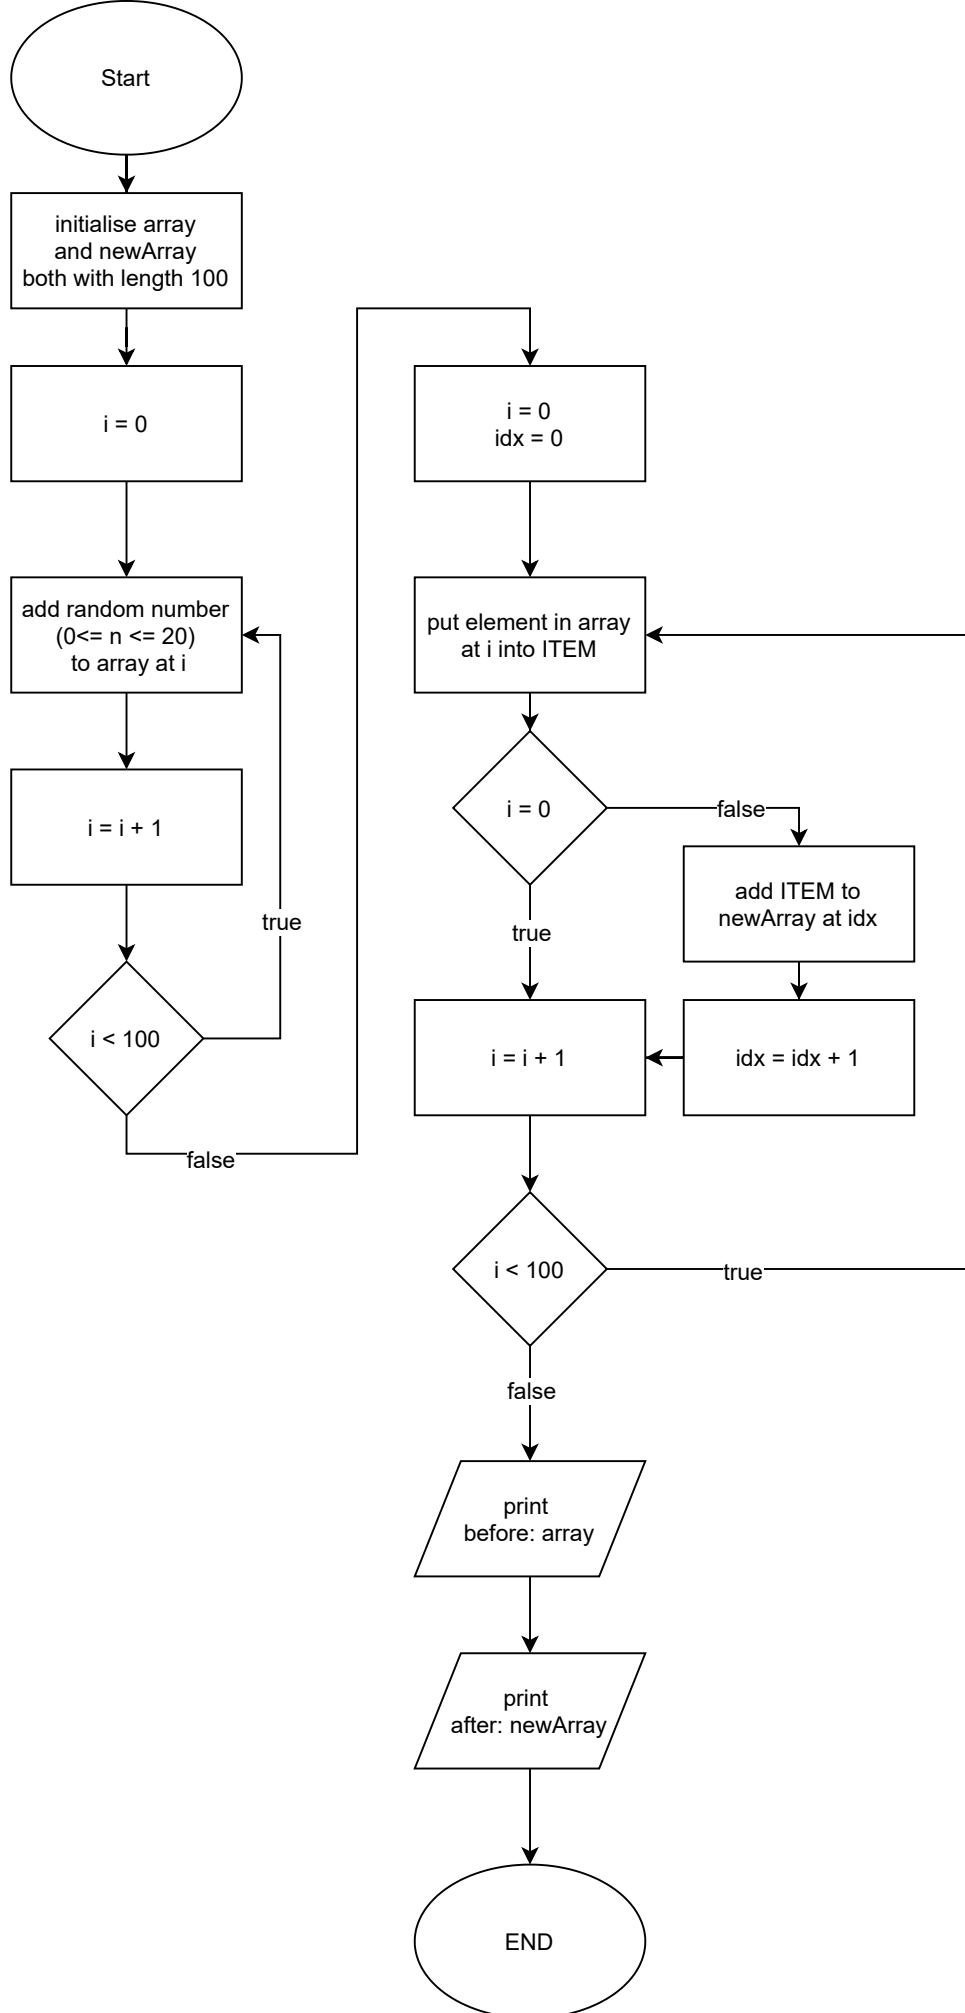 Start
initialise array
and newArray
both with length 100
i = 0
add random number
(0<= n <= 20)
to array at i
i = i + 1
true
i < 100
false
i = 0
idx = 0
put element in array
at i into ITEM
i = 0
false
add ITEM to
newArray at idx
true
i = i + 1
idx = idx + 1
i < 100
true
false
print
before: array
print
after: newArray
END